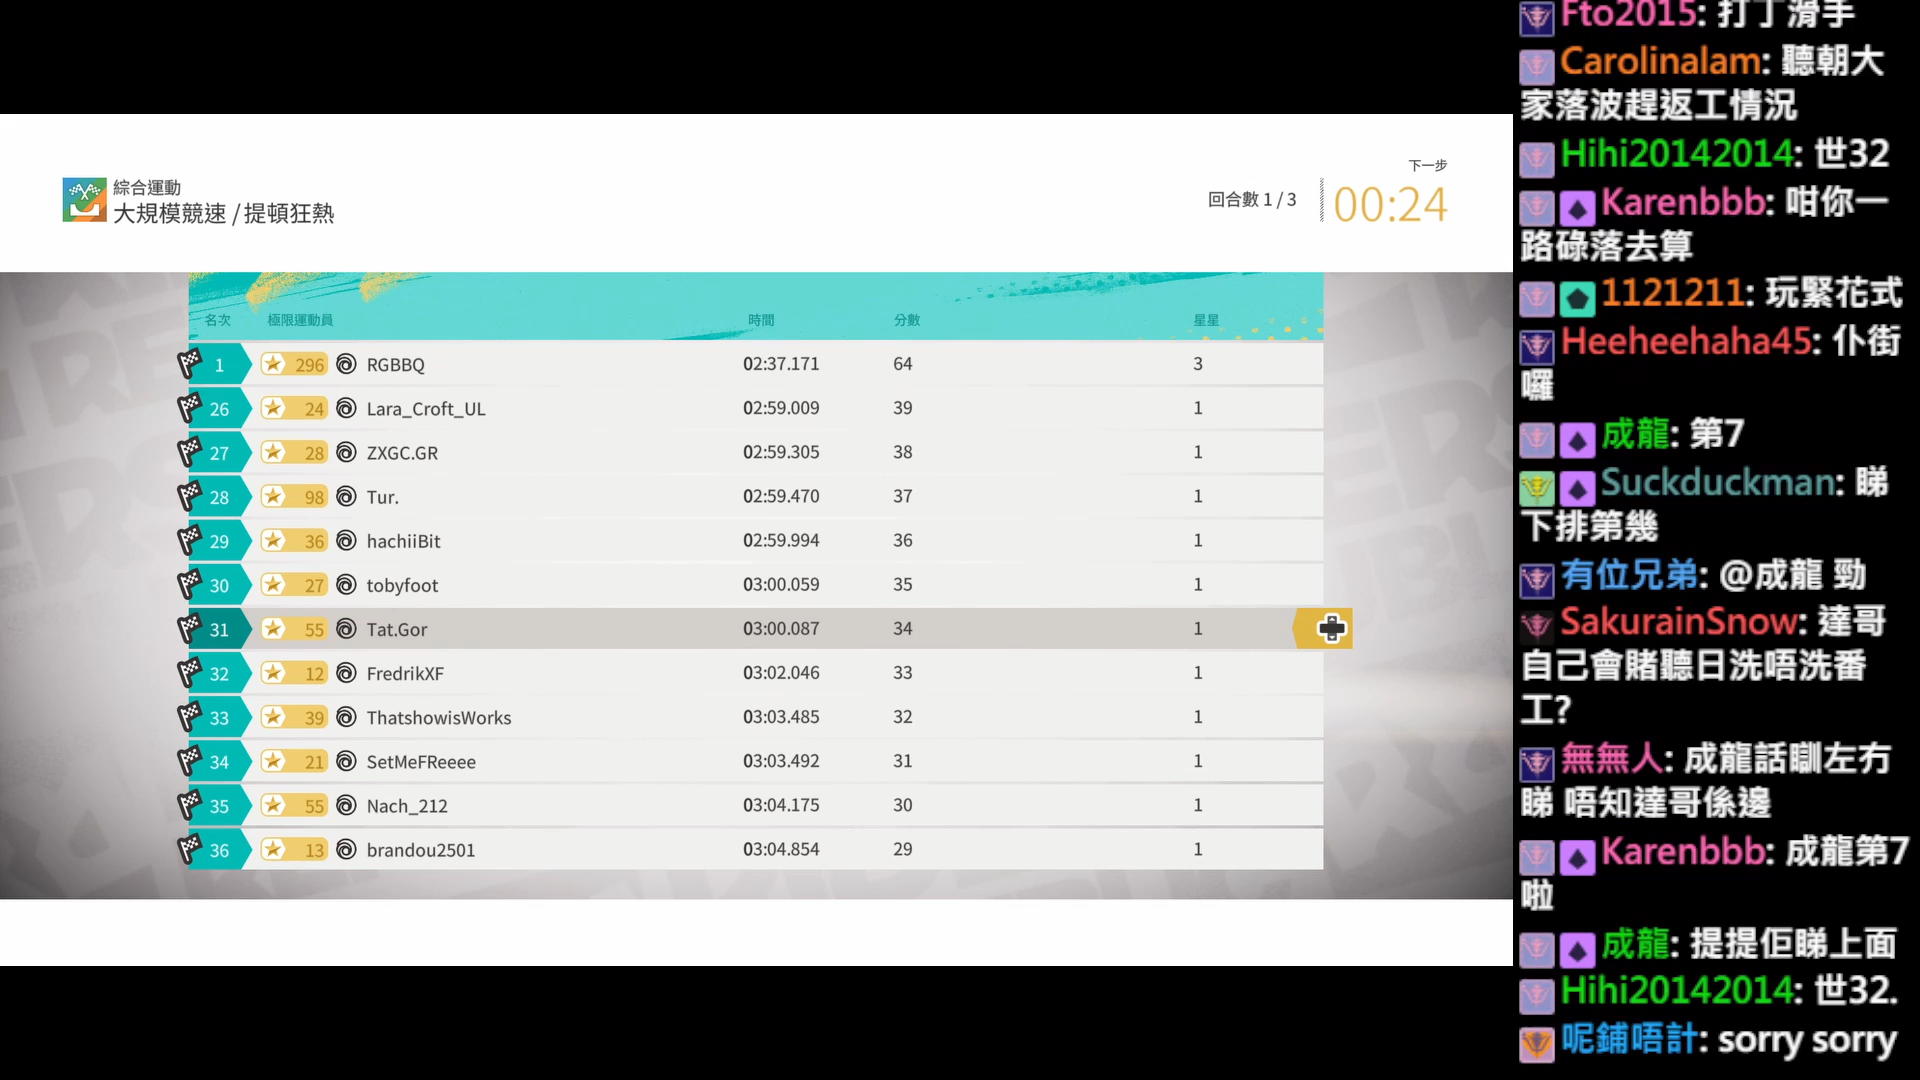 綜合運動
大規模競速 / 提頓狂熱
回合數 1 / 3
下一步
00:24
名次 極限運動員 時間 分數 星星
1 296 RGBBQ 02:37.171 64 3
26 24 Lara_Croft_UL 02:59.009 39 1
27 28 ZXGC.GR 02:59.305 38 1
28 98 Tur. 02:59.470 37 1
29 36 hachiiBit 02:59.994 36 1
30 27 tobyfoot 03:00.059 35 1
31 55 Tat.Gor 03:00.087 34 1
32 12 FredrikXF 03:02.046 33 1
33 39 ThatshowisWorks 03:03.485 32 1
34 21 SetMeFReeee 03:03.492 31 1
35 55 Nach_212 03:04.175 30 1
36 13 brandou2501 03:04.854 29 1
Fto2015: 打丁滑手
Carolinalam: 聽朝大
家落波趕返工情況
Hihi20142014: 世32
Karenbbb: 咁你一
路碌落去算
1121211: 玩緊花式
Heeheehaha45: 仆街
囉
成龍: 第7
Suckduckman: 睇
下排第幾
有位兄弟: @成龍 勁
SakurainSnow: 達哥
自己會賭聽日洗唔洗番
工?
無無人: 成龍話瞓左冇
睇 唔知達哥係邊
Karenbbb: 成龍第7
啦
成龍: 提提佢睇上面
Hihi20142014: 世32.
呢鋪唔計: sorry sorry